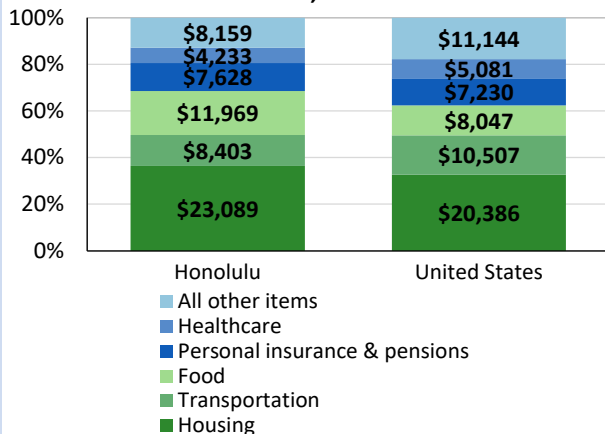 100%
80%
60%
40%
20%
0%
$8,159
$4,233
$7,628
$11,969
$8,403
$23,089
$11,144
$5,081
$7,230
$8,047
$10,507
$20,386
Honolulu
United States
All other items
Healthcare
Personal insurance & pensions
Food
Transportation
Housing